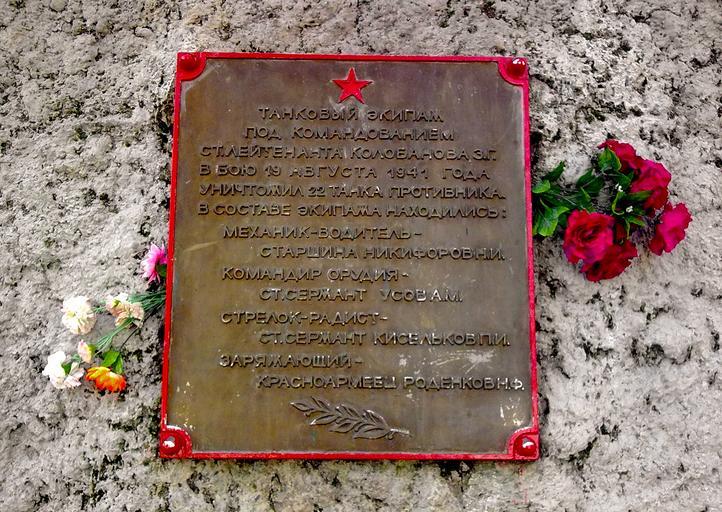 ТАНКОВЫЙ ЭКИПАЖ
ПОД КОМАНДОВАНИЕМ
СТ.ЛЕЙТЕНАНТА КОЛОБАНОВА З.Г.
В БОЮ 19 АВГУСТА 1941 ГОДА
УНИЧТОЖИЛ 22 ТАНКА ПРОТИВНИКА.
В СОСТАВЕ ЭКИПАЖА НАХОДИЛИСЬ:
МЕХАНИК-ВОДИТЕЛЬ-
СТАРШИНА НИКИФОРОВ Н.И.
КОМАНДИР ОРУДИЯ-
СТ.СЕРЖАНТ УСОВ А.М.
СТРЕЛОК-РАДИСТ-
СТ.СЕРЖАНТ КИСЕЛЬКОВ П.И.
ЗАРЯЖАЮЩИЙ-
КРАСНОАРМЕЕЦ РОДЕНКОВ Н.Ф.